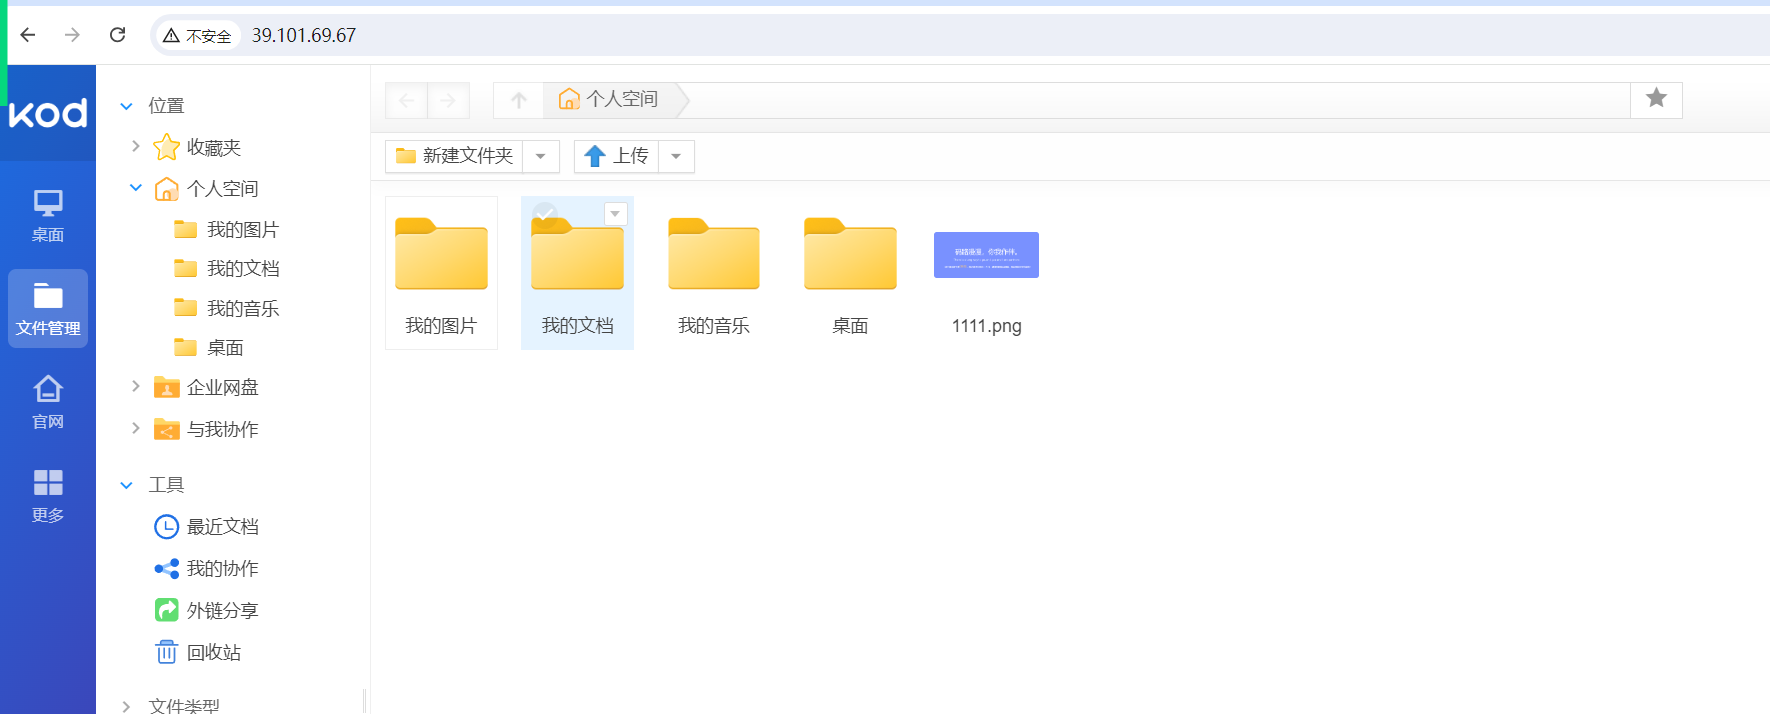 不安全 39.101.69.67
kod
桌面
文件管理
官网
更多
位置
收藏夹
个人空间
我的图片
我的文档
我的音乐
桌面
企业网盘
与我协作
工具
最近文档
我的协作
外链分享
回收站
文件类型
个人空间
新建文件夹
上传
我的图片
我的文档
我的音乐
桌面
1111.png